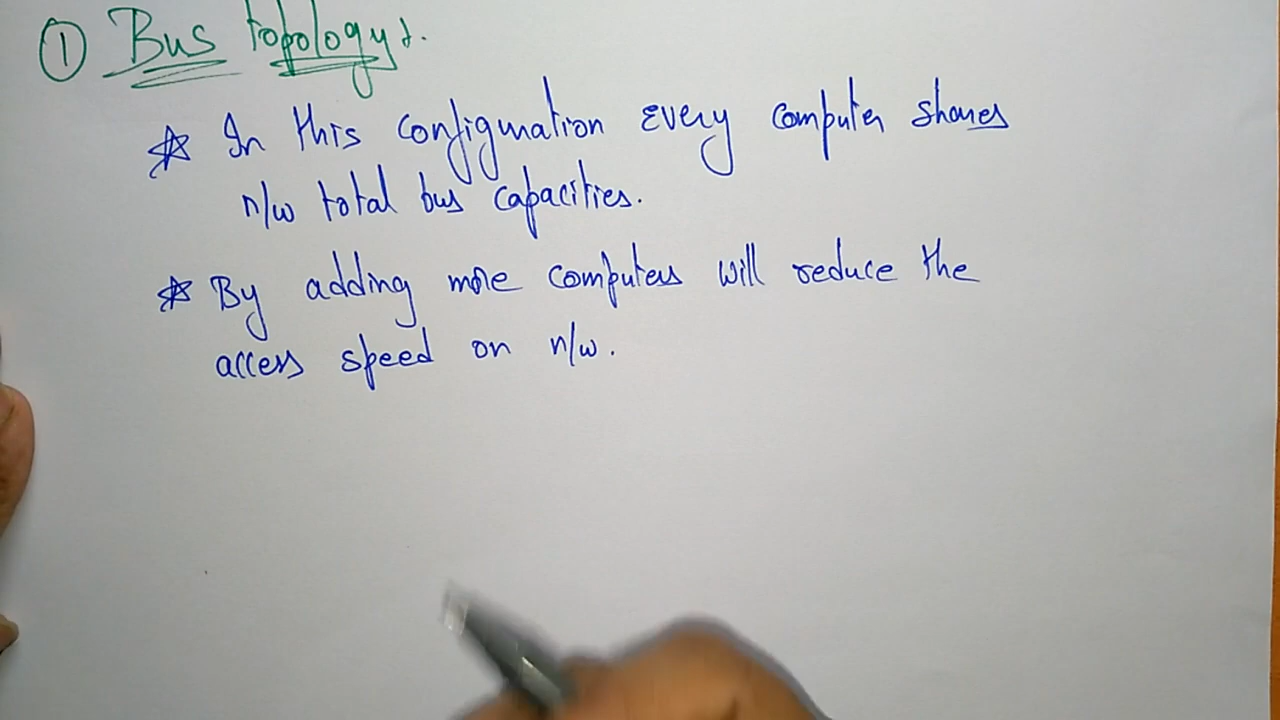 ① Bus topology:.
☆ In this configuration every computer shares
n/w total bus capacities.
☆ By adding more computers will reduce the
access speed on n/w.